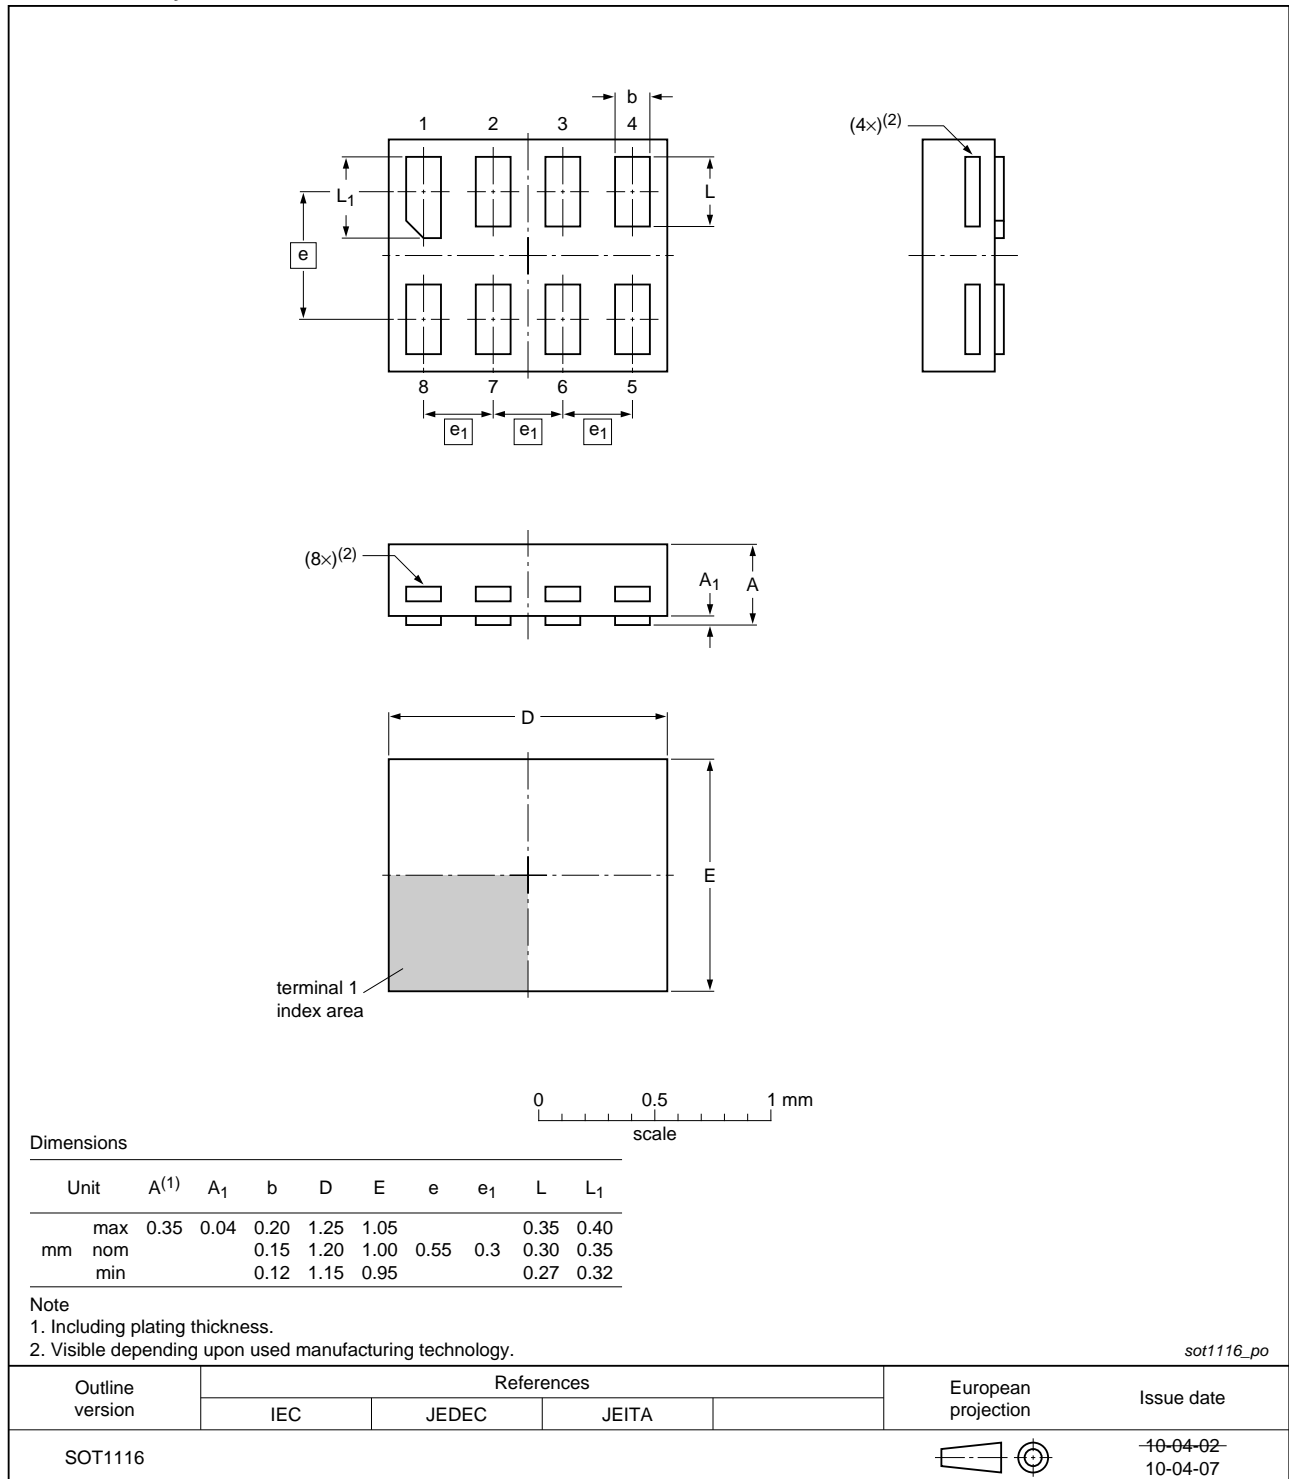 b
1 2 3 4
(4×)(2)
L1
L
e
8 7 6 5
e1 e1 e1
(8×)(2)
A1 A
D
E
terminal 1
index area
0 0.5 1 mm
scale
Dimensions
Unit A(1) A1 b D E e e1 L L1
max 0.35 0.04 0.20 1.25 1.05 0.35 0.40
mm nom 0.15 1.20 1.00 0.55 0.3 0.30 0.35
min 0.12 1.15 0.95 0.27 0.32
Note
1. Including plating thickness.
2. Visible depending upon used manufacturing technology.
sot1116_po
Outline
version
References
IEC JEDEC JEITA
European
projection
Issue date
SOT1116
10-04-02
10-04-07